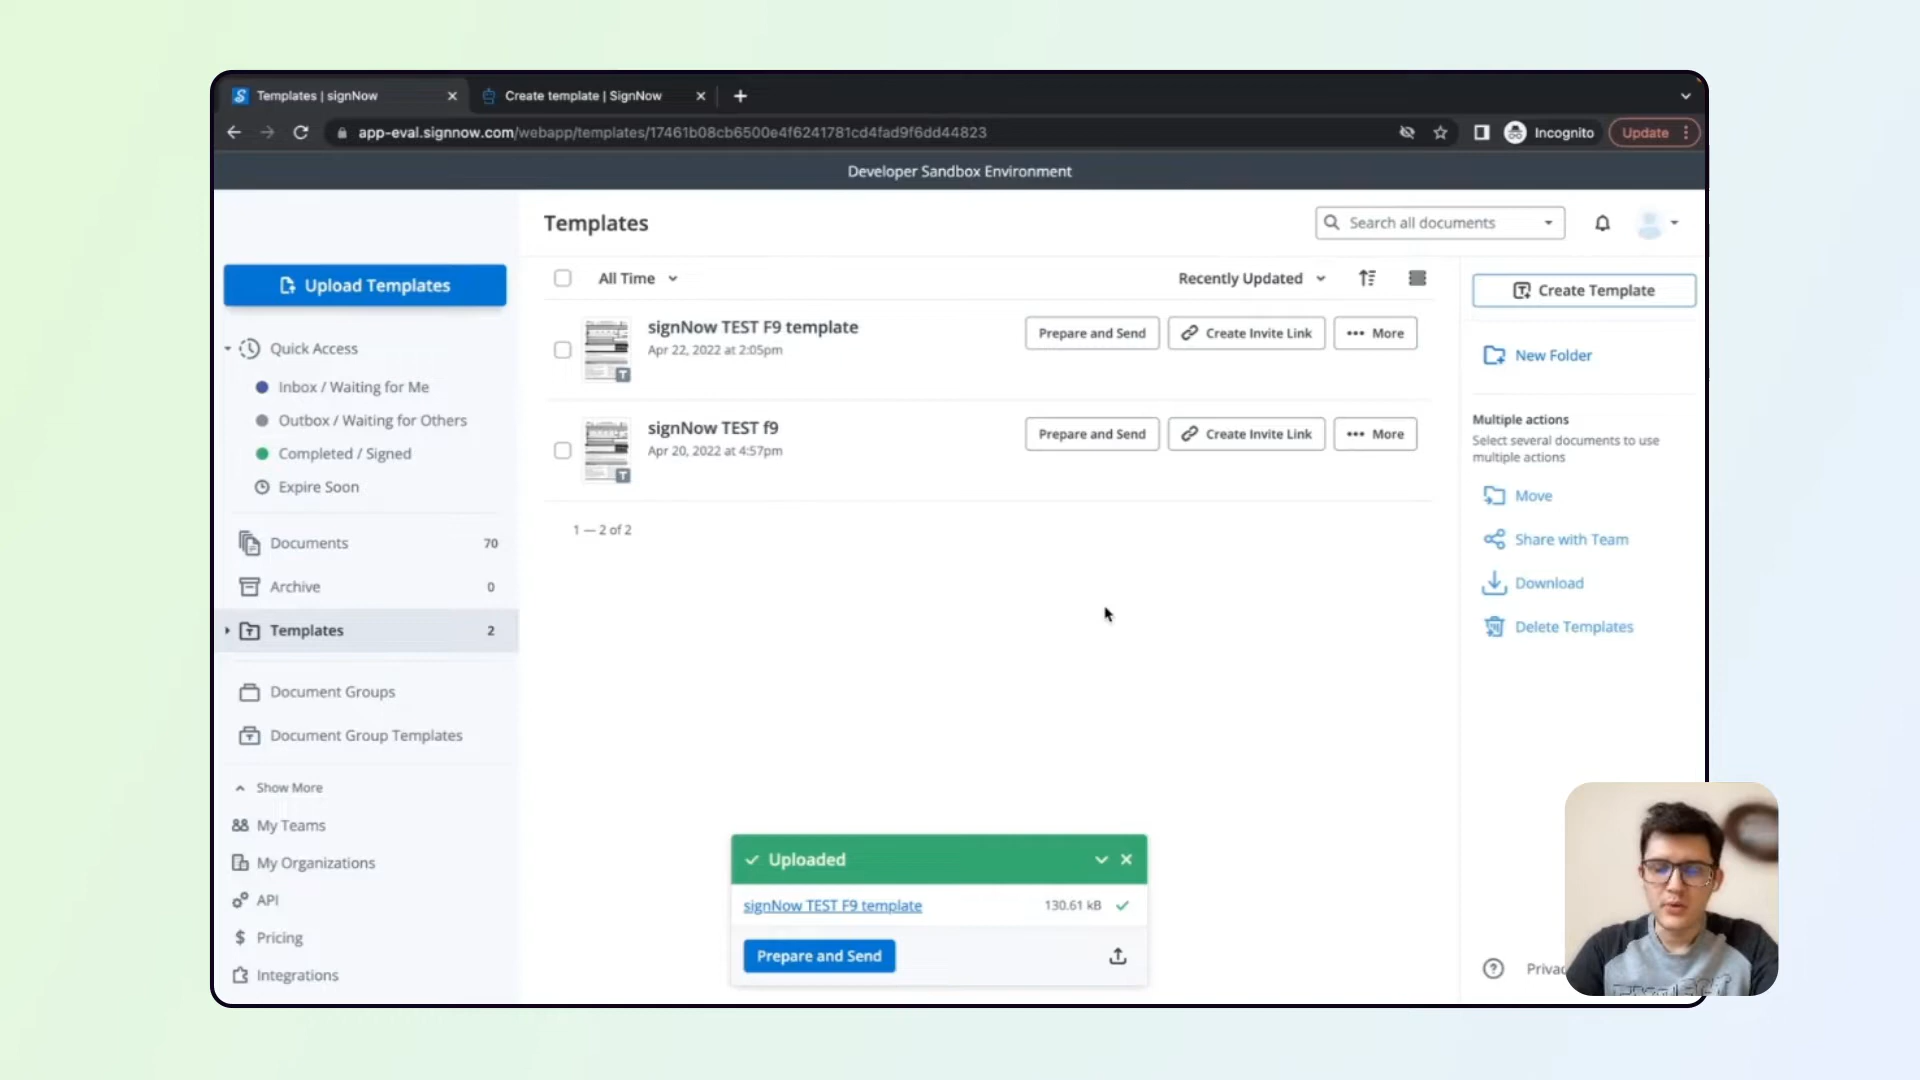 Templates | signNow
Create template | SignNow
app-eval.signnow.com/webapp/templates/17461b08cb6500e4f6241781cd4fad9f6dd44823
Incognito
Update
Developer Sandbox Environment
Templates
Search all documents
Upload Templates
All Time
Recently Updated
Create Template
Quick Access
Inbox / Waiting for Me
Outbox / Waiting for Others
Completed / Signed
Expire Soon
signNow TEST F9 template
Apr 22, 2022 at 2:05pm
Prepare and Send
Create Invite Link
More
New Folder
signNow TEST f9
Apr 20, 2022 at 4:57pm
Prepare and Send
Create Invite Link
More
Multiple actions
Select several documents to use
multiple actions
Move
Share with Team
Download
Delete Templates
1 — 2 of 2
Documents 70
Archive 0
Templates 2
Document Groups
Document Group Templates
Show More
My Teams
My Organizations
API
Pricing
Integrations
Uploaded
signNow TEST F9 template 130.61 kB
Prepare and Send